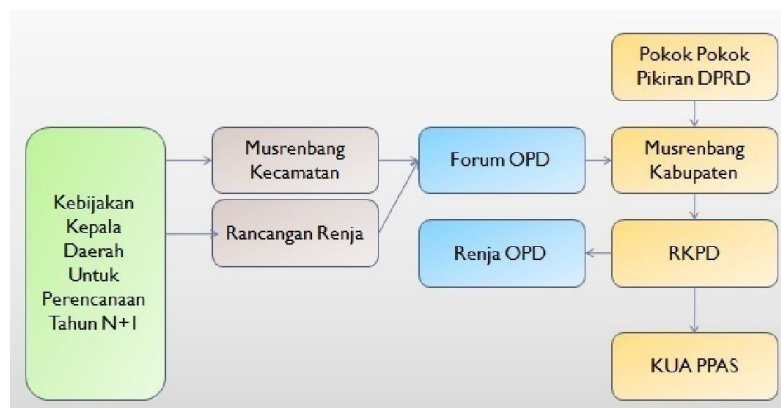 Pokok Pokok
Pikiran DPRD
Musrenbang
Kecamatan
Forum OPD
Musrenbang
Kabupaten
Kebijakan
Kepala
Daerah
Untuk
Perencanaan
Tahun N+1
Rancangan Renja
Renja OPD
RKPD
KUA PPAS